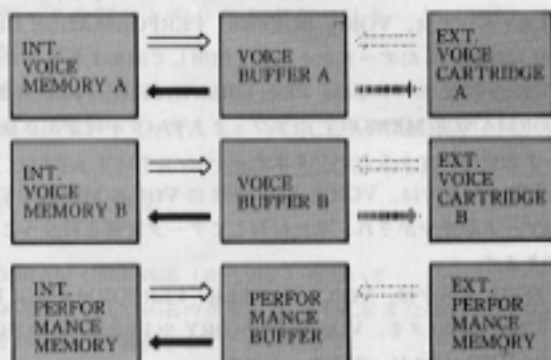 INT.
VOICE
MEMORY A
VOICE
BUFFER A
EXT.
VOICE
CARTRIDGE
A
INT.
VOICE
MEMORY B
VOICE
BUFFER B
EXT.
VOICE
CARTRIDGE
B
INT.
PERFOR
MANCE
MEMORY
PERFOR
MANCE
BUFFER
EXT.
PERFOR
MANCE
MEMORY